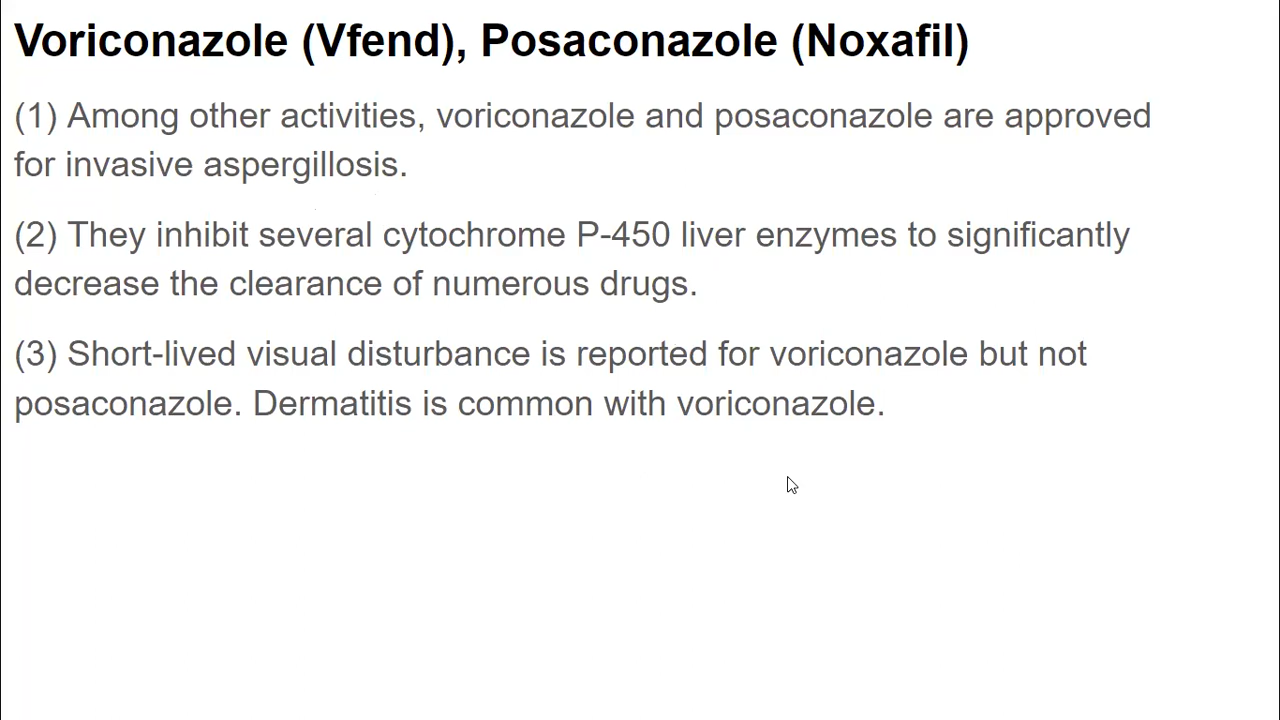 Voriconazole (Vfend), Posaconazole (Noxafil)
(1) Among other activities, voriconazole and posaconazole are approved
for invasive aspergillosis.
(2) They inhibit several cytochrome P-450 liver enzymes to significantly
decrease the clearance of numerous drugs.
(3) Short-lived visual disturbance is reported for voriconazole but not
posaconazole. Dermatitis is common with voriconazole.